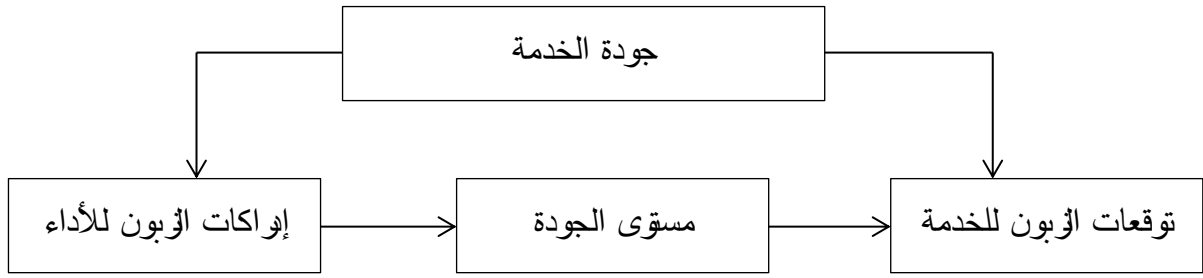 جودة الخدمة
توقعات الزبون للخدمة
مستوى الجودة
إدراكات الزبون للأداء